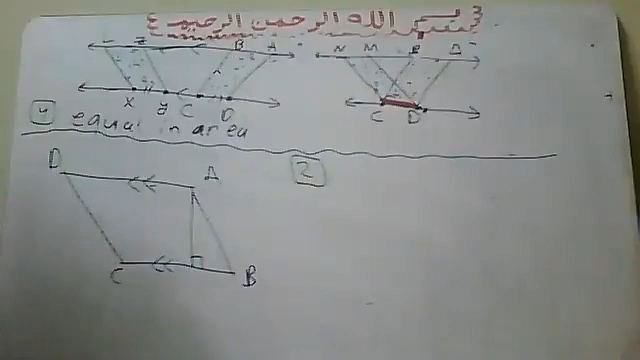 بسم الله الرحمن الرحيم
L Z C B A
N M B A
X Y C D
C D
4 equal in area
2
D A
C B